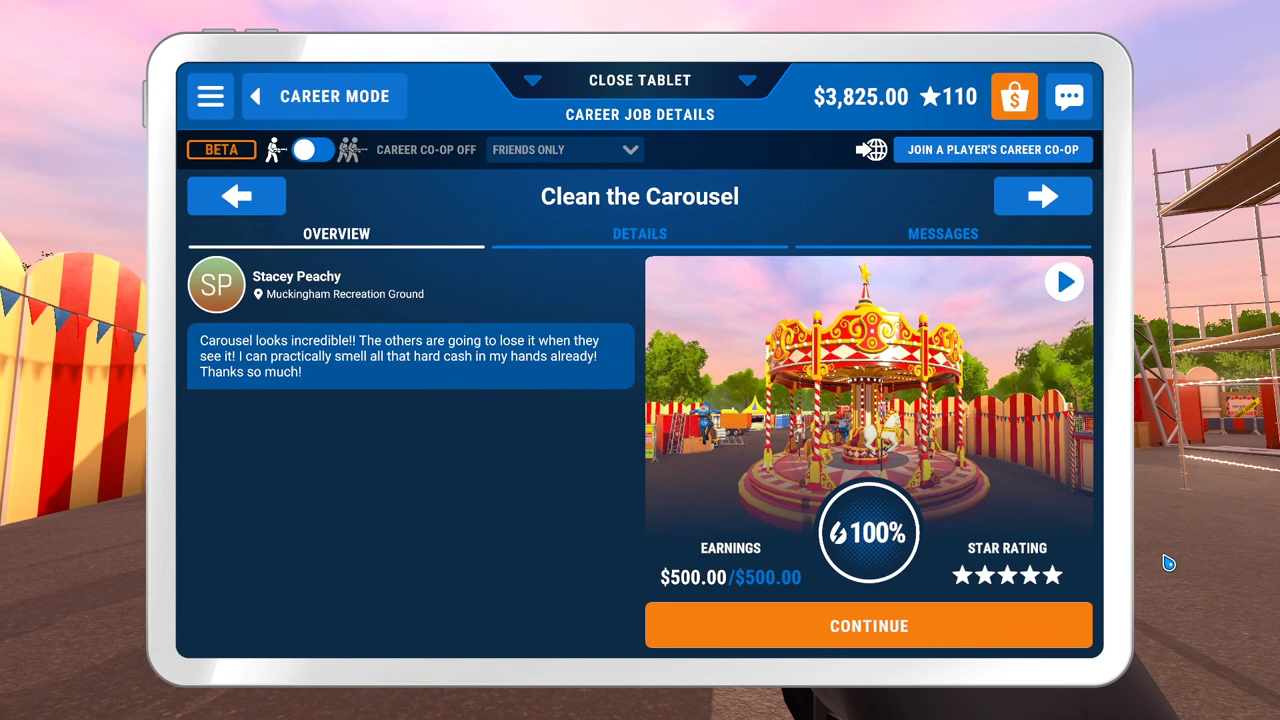 CLOSE TABLET
CAREER MODE
$3,825.00 ★110
CAREER JOB DETAILS
BETA
CAREER CO-OP OFF
FRIENDS ONLY
JOIN A PLAYER'S CAREER CO-OP
Clean the Carousel
OVERVIEW
DETAILS
MESSAGES
SP
Stacey Peachy
Muckingham Recreation Ground
Carousel looks incredible!! The others are going to lose it when they
see it! I can practically smell all that hard cash in my hands already!
Thanks so much!
100%
EARNINGS
$500.00/$500.00
STAR RATING
★★★★★
CONTINUE